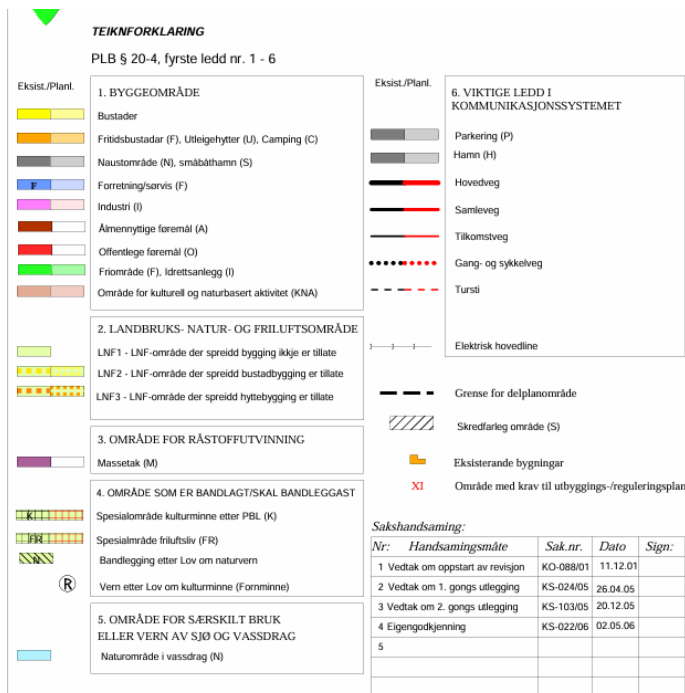 TEIKNFORKLARING
PLB § 20-4, fyrste ledd nr. 1 - 6
Eksist./Planl.
1. BYGGEOMRÅDE
Bustader
Fritidsbustadar (F), Utleigehytter (U), Camping (C)
Naustområde (N), småbåthamn (S)
F
Forretning/sørvis (F)
Industri (I)
Ålmennyttige føremål (A)
Offentlege føremål (O)
Friområde (F), Idrettsanlegg (I)
Område for kulturell og naturbasert aktivitet (KNA)
2. LANDBRUKS- NATUR- OG FRILUFTSOMRÅDE
LNF1 - LNF-område der spreidd bygging ikkje er tillate
LNF2 - LNF-område der spreidd bustadbygging er tillate
LNF3 - LNF-område der spreidd hyttebygging er tillate
3. OMRÅDE FOR RÅSTOFFUTVINNING
Massetak (M)
4. OMRÅDE SOM ER BANDLAGT/SKAL BANDLEGGAST
K
Spesialområde kulturminne etter PBL (K)
FR
Spesialmråde friluftsliv (FR)
N
Bandlegging etter Lov om naturvern
R
Vern etter Lov om kulturminne (Fornminne)
5. OMRÅDE FOR SÆRSKILT BRUK
ELLER VERN AV SJØ OG VASSDRAG
Naturområde i vassdrag (N)
Eksist./Planl.
6. VIKTIGE LEDD I
KOMMUNIKASJONSSYSTEMET
Parkering (P)
Hamn (H)
Hovedveg
Samleveg
Tilkomstveg
Gang- og sykkelveg
Tursti
Elektrisk hovedline
Grense for delplanområde
Skredfarleg område (S)
Eksisterande bygningar
XI Område med krav til utbyggings-/reguleringsplan
Sakshandsaming:
Nr: Handsamingsmåte Sak.nr. Dato Sign:
1 Vedtak om oppstart av revisjon KO-088/01 11.12.01
2 Vedtak om 1. gongs utlegging KS-024/05 26.04.05
3 Vedtak om 2. gongs utlegging KS-103/05 20.12.05
4 Eigengodkjenning KS-022/06 02.05.06
5